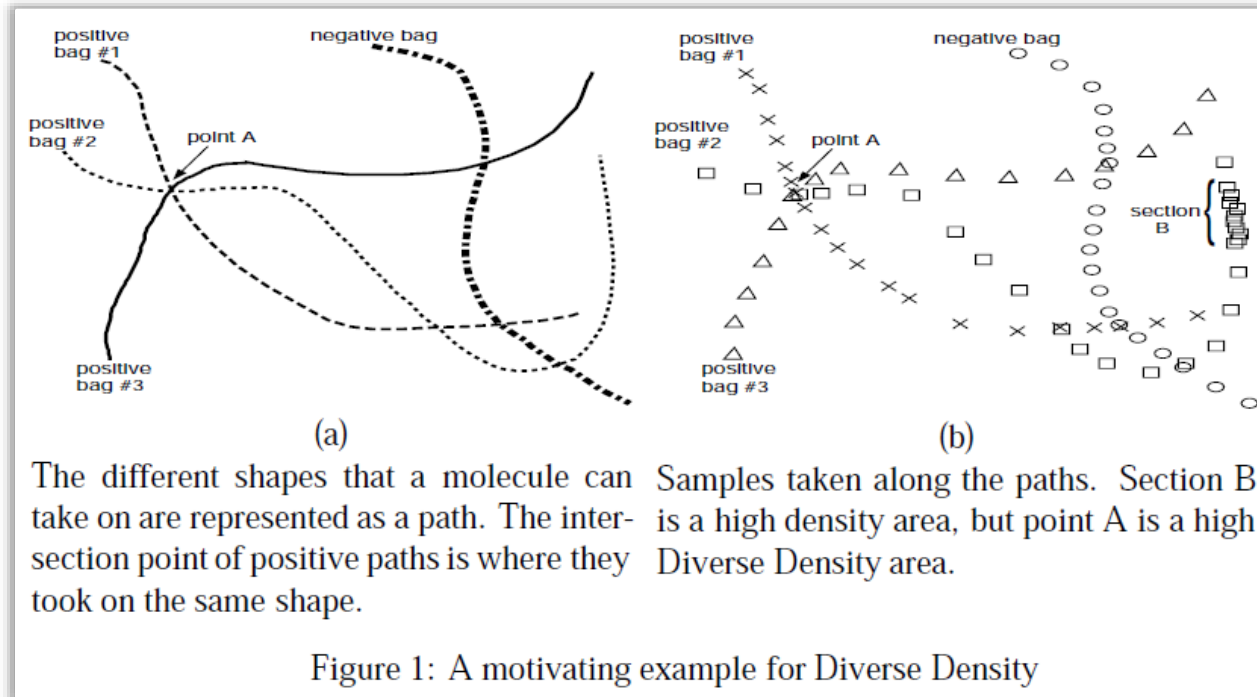 positive
bag #1
negative bag
positive
bag #2
point A
positive
bag #3
(a)
The different shapes that a molecule can
take on are represented as a path. The inter-
section point of positive paths is where they
took on the same shape.
positive
bag #1
negative bag
positive
bag #2
point A
section
B
positive
bag #3
(b)
Samples taken along the paths. Section B
is a high density area, but point A is a high
Diverse Density area.
Figure 1: A motivating example for Diverse Density